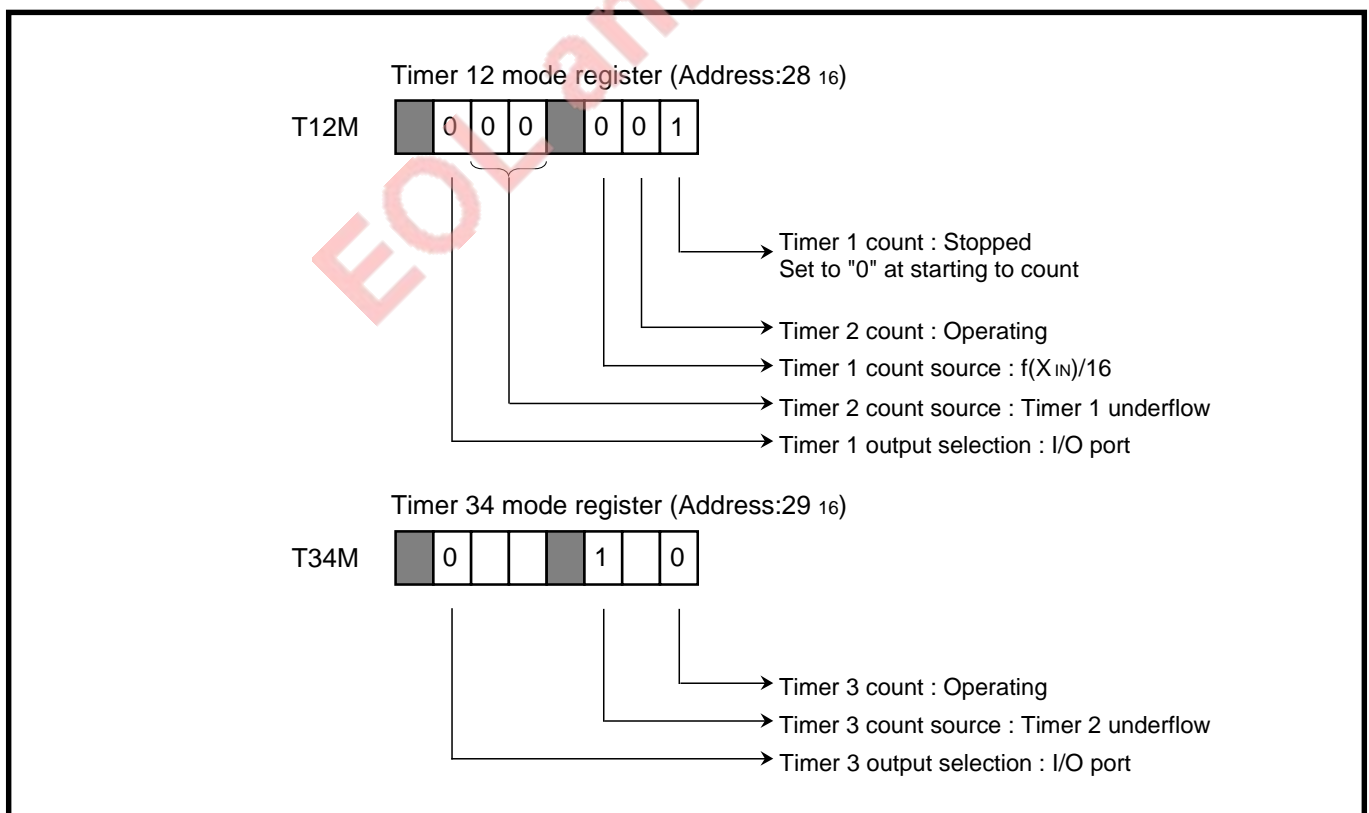 Timer 12 mode register (Address:28 16)
T12M 0 0 0 0 0 1
Timer 1 count : Stopped
Set to "0" at starting to count
Timer 2 count : Operating
Timer 1 count source : f(XIN)/16
Timer 2 count source : Timer 1 underflow
Timer 1 output selection : I/O port
Timer 34 mode register (Address:29 16)
T34M 0 1 0
Timer 3 count : Operating
Timer 3 count source : Timer 2 underflow
Timer 3 output selection : I/O port
EOL